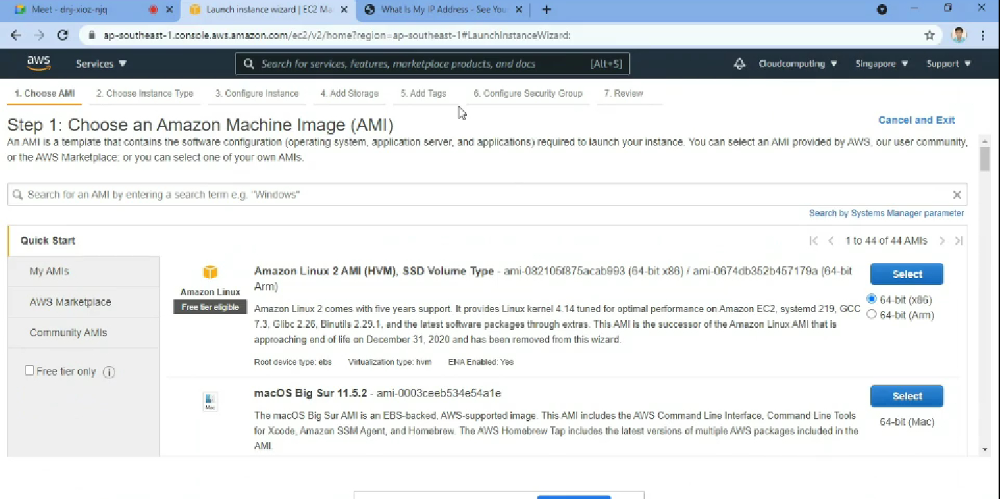 Meet - dnj-xioz-njq
Launch instance wizard | EC2 Ma
What Is My IP Address - See You
ap-southeast-1.console.aws.amazon.com/ec2/v2/home?region=ap-southeast-1#LaunchInstanceWizard:
aws
Services
Search for services, features, marketplace products, and docs
[Alt+S]
Cloudcomputing
Singapore
Support
1. Choose AMI
2. Choose Instance Type
3. Configure Instance
4. Add Storage
5. Add Tags
6. Configure Security Group
7. Review
Step 1: Choose an Amazon Machine Image (AMI)
Cancel and Exit
An AMI is a template that contains the software configuration (operating system, application server, and applications) required to launch your instance. You can select an AMI provided by AWS, our user community,
or the AWS Marketplace; or you can select one of your own AMIs.
Search for an AMI by entering a search term e.g. "Windows"
Search by Systems Manager parameter
Quick Start
1 to 44 of 44 AMIs
My AMIs
AWS Marketplace
Community AMIs
Free tier only
Amazon Linux
Free tier eligible
Amazon Linux 2 AMI (HVM), SSD Volume Type - ami-082105f875acab993 (64-bit x86) / ami-0674db352b457179a (64-bit
Arm)
Amazon Linux 2 comes with five years support. It provides Linux kernel 4.14 tuned for optimal performance on Amazon EC2, systemd 219, GCC
7.3, Glibc 2.26, Binutils 2.29.1, and the latest software packages through extras. This AMI is the successor of the Amazon Linux AMI that is
approaching end of life on December 31, 2020 and has been removed from this wizard.
Root device type: ebs
Virtualization type: hvm
ENA Enabled: Yes
Select
64-bit (x86)
64-bit (Arm)
Mac
macOS Big Sur 11.5.2 - ami-0003ceeb534e54a1e
The macOS Big Sur AMI is an EBS-backed, AWS-supported image. This AMI includes the AWS Command Line Interface, Command Line Tools
for Xcode, Amazon SSM Agent, and Homebrew. The AWS Homebrew Tap includes the latest versions of multiple AWS packages included in the
AMI.
Select
64-bit (Mac)